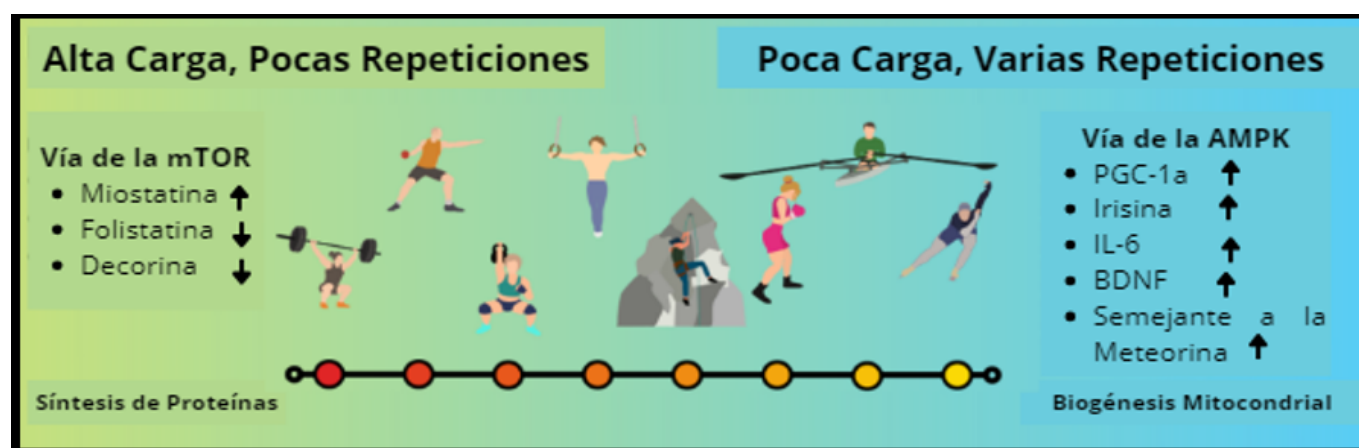 Alta Carga, Pocas Repeticiones
Poca Carga, Varias Repeticiones
Vía de la mTOR
• Miostatina ↑
• Folistatina ↓
• Decorina ↓
Vía de la AMPK
• PGC-1a ↑
• Irisina ↑
• IL-6 ↑
• BDNF ↑
• Semejante a la
Meteorina ↑
Síntesis de Proteínas
Biogénesis Mitocondrial